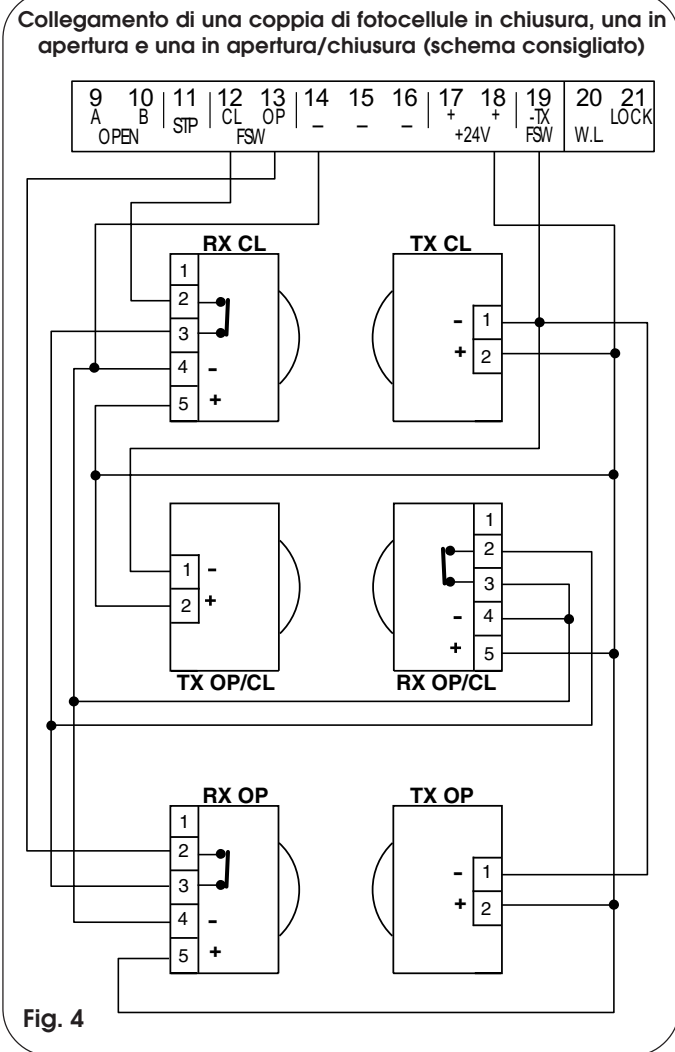 Collegamento di una coppia di fotocellule in chiusura, una in
apertura e una in apertura/chiusura (schema consigliato)
9 10 11 12 13 14 15 16 17 18 19 20 21
A B STP CL OP - - - + + -TX LOCK
OPEN FSW +24V FSW W.L
RX CL TX CL
1
2
3
4 -
5 +
- 1
+ 2
1 -
2 +
1
2
3
- 4
+ 5
TX OP/CL RX OP/CL
RX OP TX OP
1
2
3
4 -
5 +
- 1
+ 2
Fig. 4